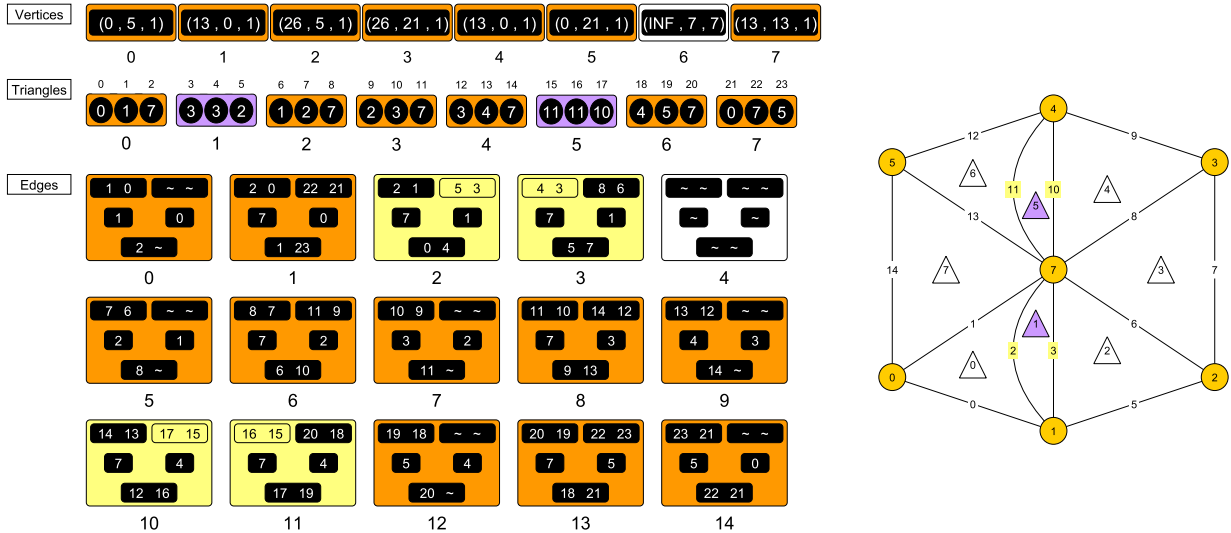 Vertices
(0 , 5 , 1) (13 , 0 , 1) (26 , 5 , 1) (26 , 21 , 1) (13 , 0 , 1) (0 , 21 , 1) (INF , 7 , 7) (13 , 13 , 1)
0 1 2 3 4 5 6 7
Triangles
0 1 2 3 4 5 6 7 8 9 10 11 12 13 14 15 16 17 18 19 20 21 22 23
0 1 7 3 3 2 1 2 7 2 3 7 3 4 7 11 11 10 4 5 7 0 7 5
0 1 2 3 4 5 6 7
Edges
1 0 ~ ~ 2 0 22 21 2 1 5 3 4 3 8 6 ~ ~ ~ ~
1 0 7 0 7 1 7 1 ~ ~
2 ~ 1 23 0 4 5 7 ~ ~
0 1 2 3 4
7 6 ~ ~ 8 7 11 9 10 9 ~ ~ 11 10 14 12 13 12 ~ ~
2 1 7 2 3 2 7 3 4 3
8 ~ 6 10 11 ~ 9 13 14 ~
5 6 7 8 9
14 13 17 15 16 15 20 18 19 18 ~ ~ 20 19 22 23 23 21 ~ ~
7 4 7 4 5 4 7 5 5 0
12 16 17 19 20 ~ 18 21 22 21
10 11 12 13 14
4
12 9
5 3
6 11 10 4
5
13 8
14 7 7 3 7
1 1 6
2 3
0 2
0 2
0 5
1